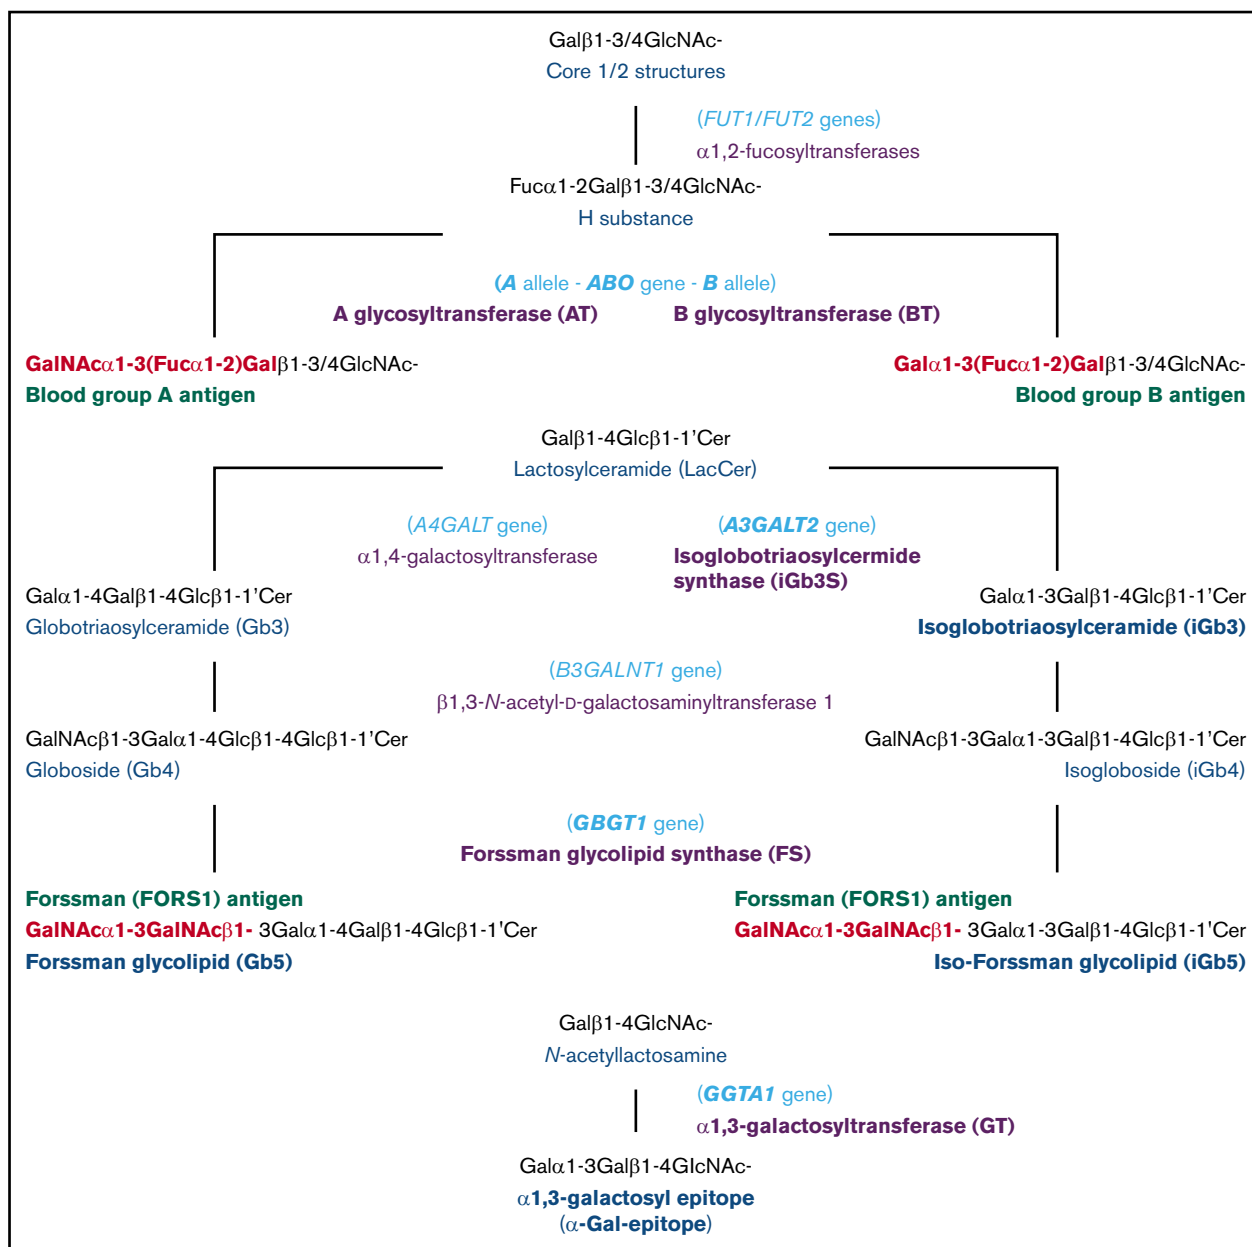 Galβ1-3/4GlcNAc-
Core 1/2 structures
(FUT1/FUT2 genes)
α1,2-fucosyltransferases
Fucα1-2Galβ1-3/4GlcNAc-
H substance
(A allele - ABO gene - B allele)
A glycosyltransferase (AT) B glycosyltransferase (BT)
GalNAcα1-3(Fucα1-2)Galβ1-3/4GlcNAc- Galα1-3(Fucα1-2)Galβ1-3/4GlcNAc-
Blood group A antigen Blood group B antigen
Galβ1-4Glcβ1-1’Cer
Lactosylceramide (LacCer)
(A4GALT gene) (A3GALT2 gene)
α1,4-galactosyltransferase Isoglobotriaosylcermide
synthase (iGb3S)
Galα1-4Galβ1-4Glcβ1-1’Cer Galα1-3Galβ1-4Glcβ1-1’Cer
Globotriaosylceramide (Gb3) Isoglobotriaosylceramide (iGb3)
(B3GALNT1 gene)
β1,3-N-acetyl-D-galactosaminyltransferase 1
GalNAcβ1-3Galα1-4Glcβ1-4Glcβ1-1’Cer GalNAcβ1-3Galα1-3Galβ1-4Glcβ1-1’Cer
Globoside (Gb4) Isogloboside (iGb4)
(GBGT1 gene)
Forssman glycolipid synthase (FS)
Forssman (FORS1) antigen Forssman (FORS1) antigen
GalNAcα1-3GalNAcβ1- 3Galα1-4Galβ1-4Glcβ1-1’Cer GalNAcα1-3GalNAcβ1- 3Galα1-3Galβ1-4Glcβ1-1’Cer
Forssman glycolipid (Gb5) Iso-Forssman glycolipid (iGb5)
Galβ1-4GlcNAc-
N-acetyllactosamine
(GGTA1 gene)
α1,3-galactosyltransferase (GT)
Galα1-3Galβ1-4GlcNAc-
α1,3-galactosyl epitope
(α-Gal-epitope)